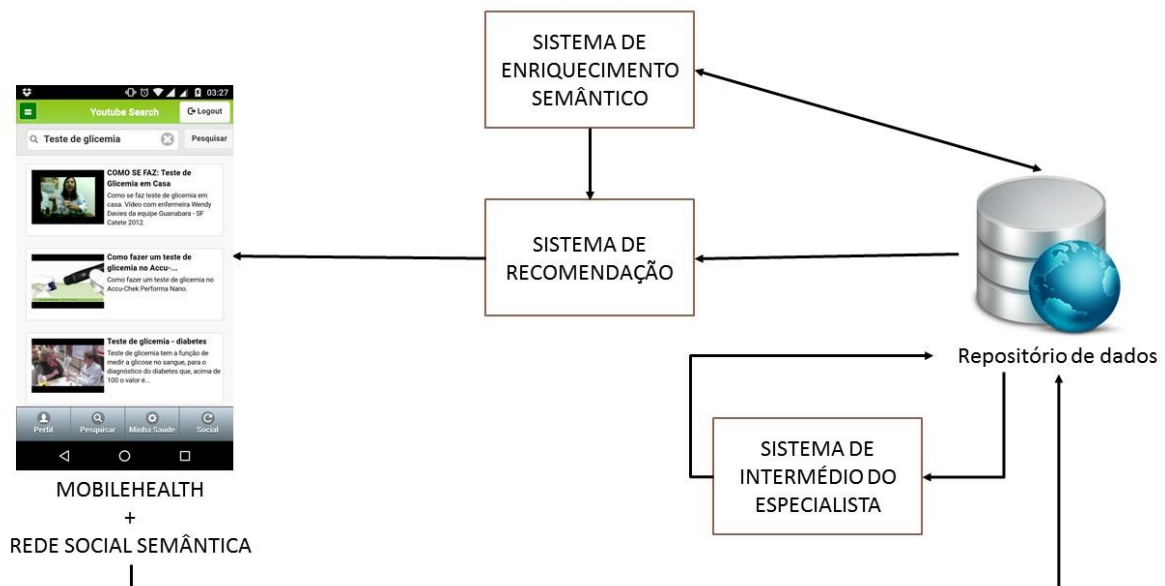 SISTEMA DE
ENRIQUECIMENTO
SEMÂNTICO
03:27
Youtube Search
Logout
Teste de glicemia
Pesquisar
COMO SE FAZ: Teste de
Glicemia em Casa
Como se faz teste de glicemia em
casa. Vídeo com enfermeira Wendy
Davies da equipe Guanabara - SF
Catete 2012.
Como fazer um teste de
glicemia no Accu-...
Como fazer um teste de glicemia no
Accu-Chek Performa Nano.
Teste de glicemia - diabetes
Teste de glicemia tem a função de
medir a glicose no sangue, para o
diagnóstico do diabetes que, acima de
100 o valor é...
Perfil
Pesquisar
Minha Saúde
Social
MOBILEHEALTH
+
REDE SOCIAL SEMÂNTICA
SISTEMA DE
RECOMENDAÇÃO
Repositório de dados
SISTEMA DE
INTERMÉDIO DO
ESPECIALISTA